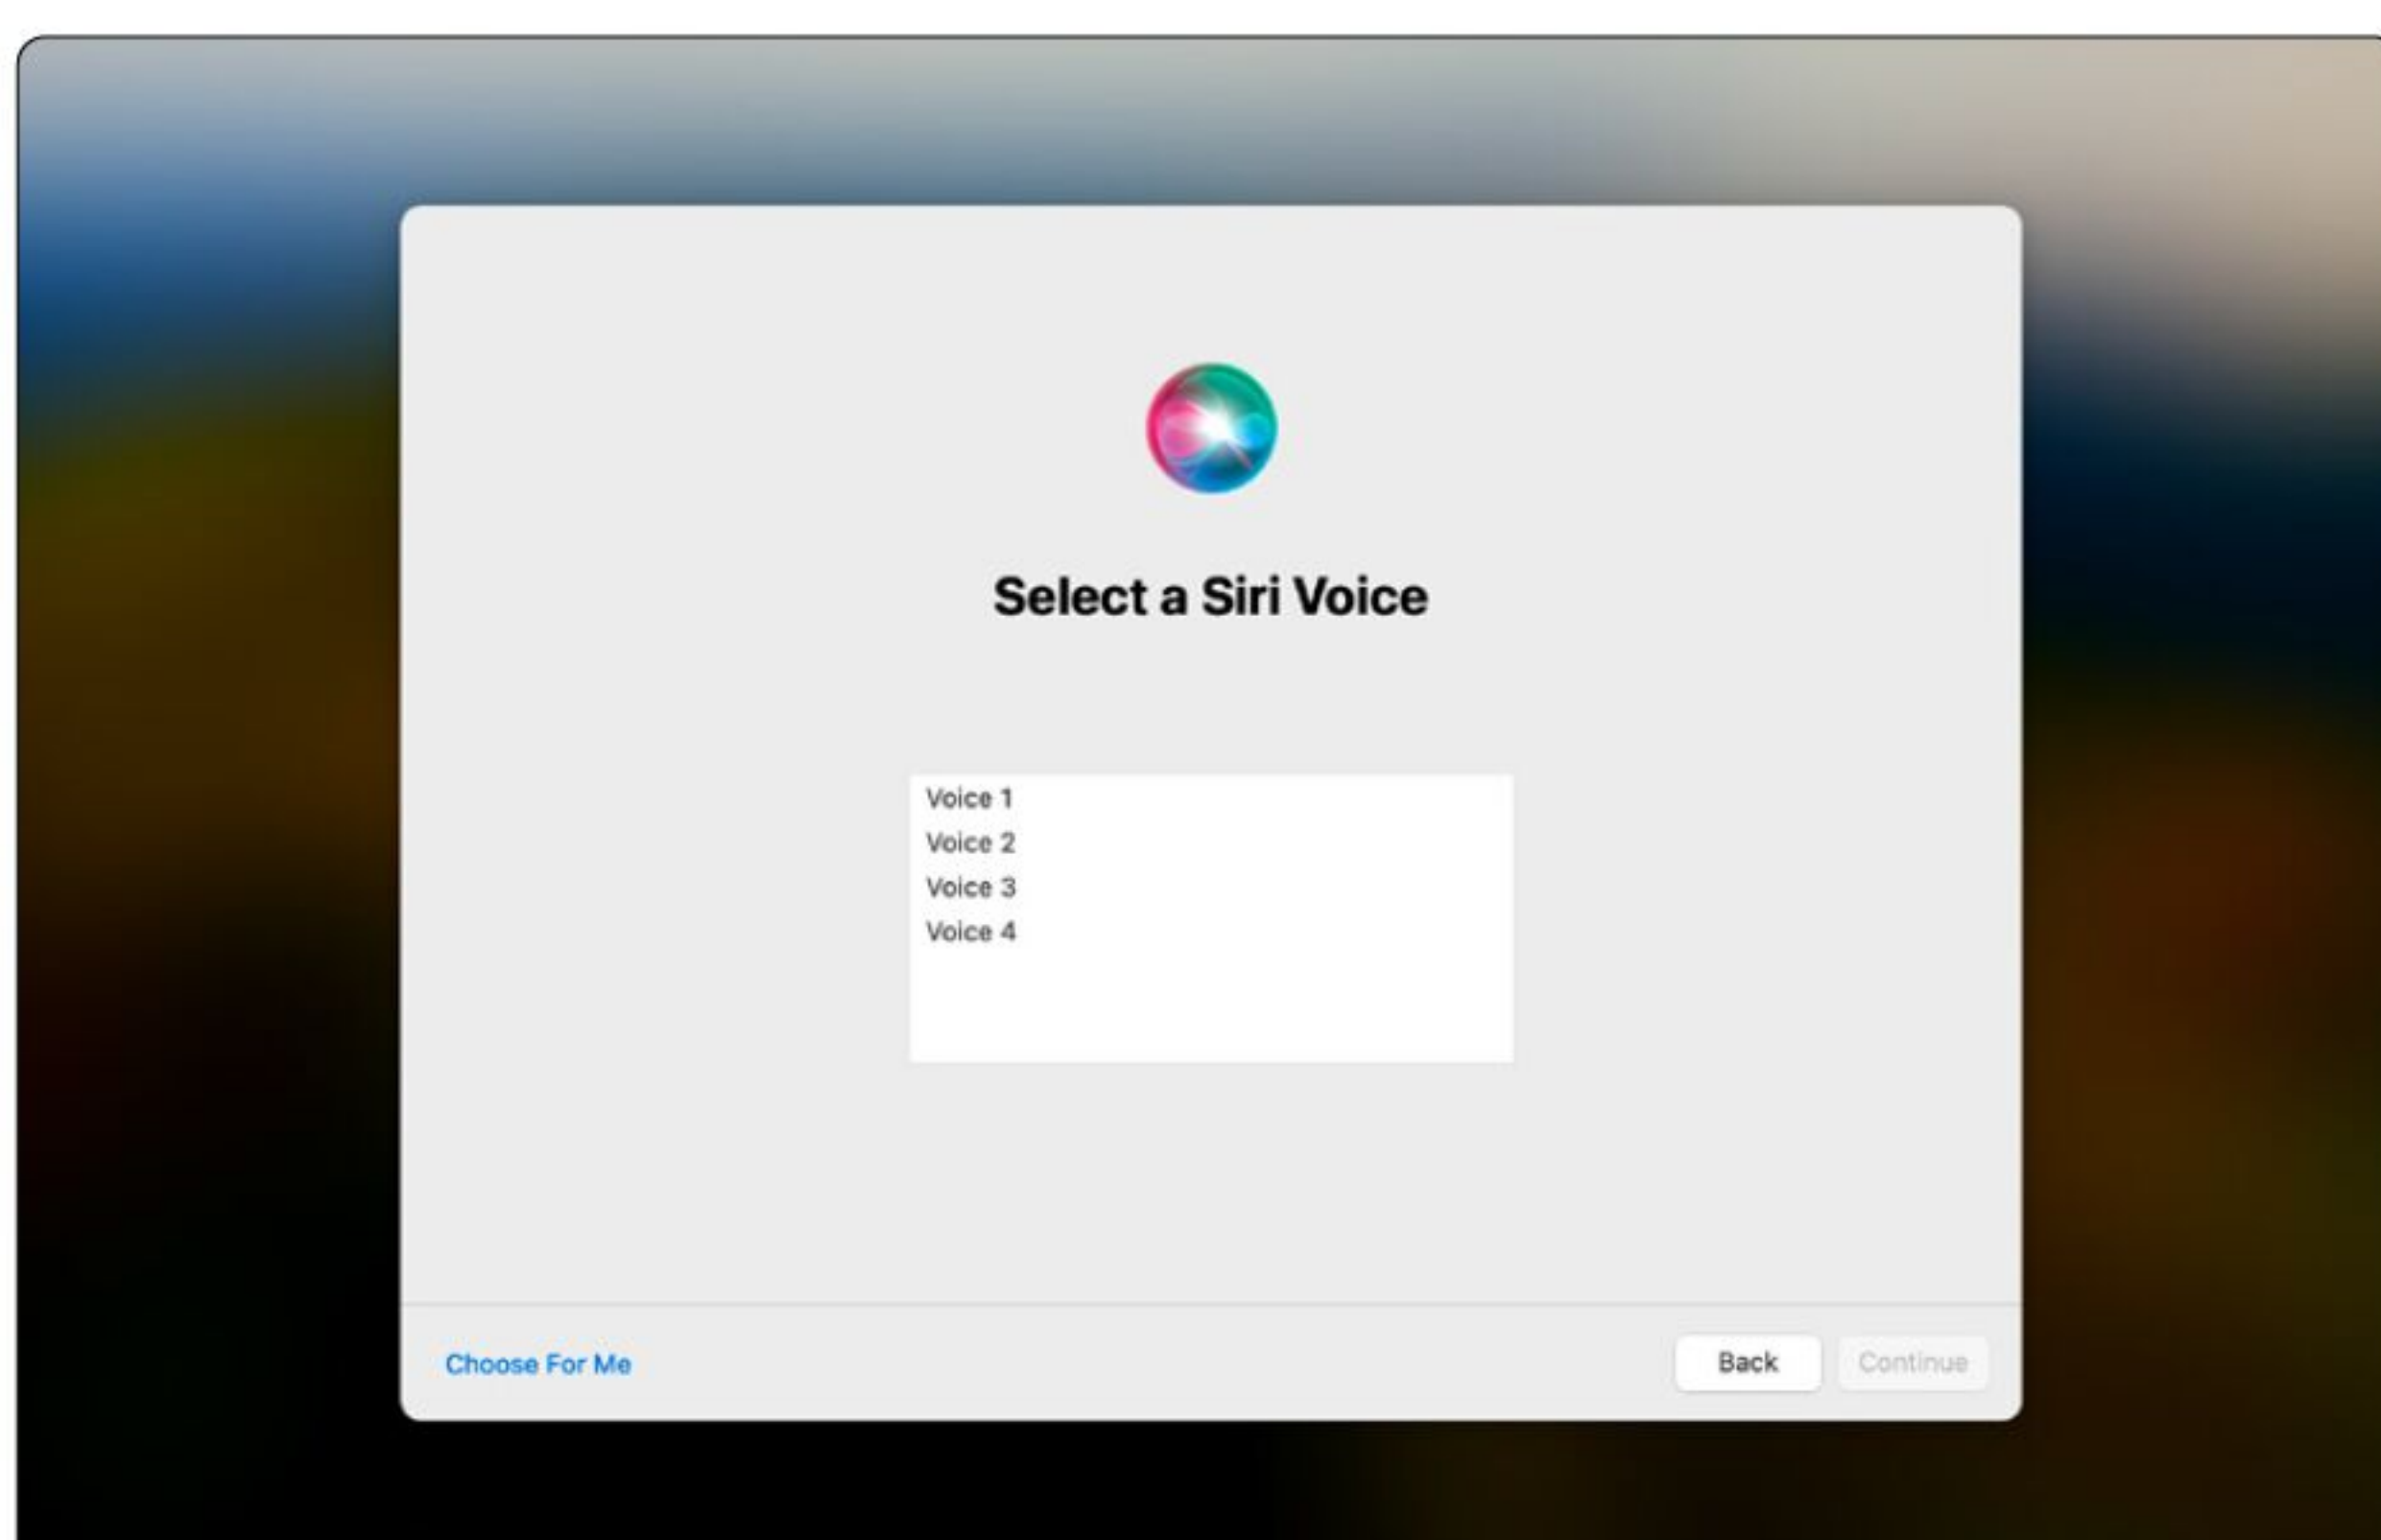 Select a Siri Voice
Voice 1
Voice 2
Voice 3
Voice 4
Choose For Me
Back
Continue